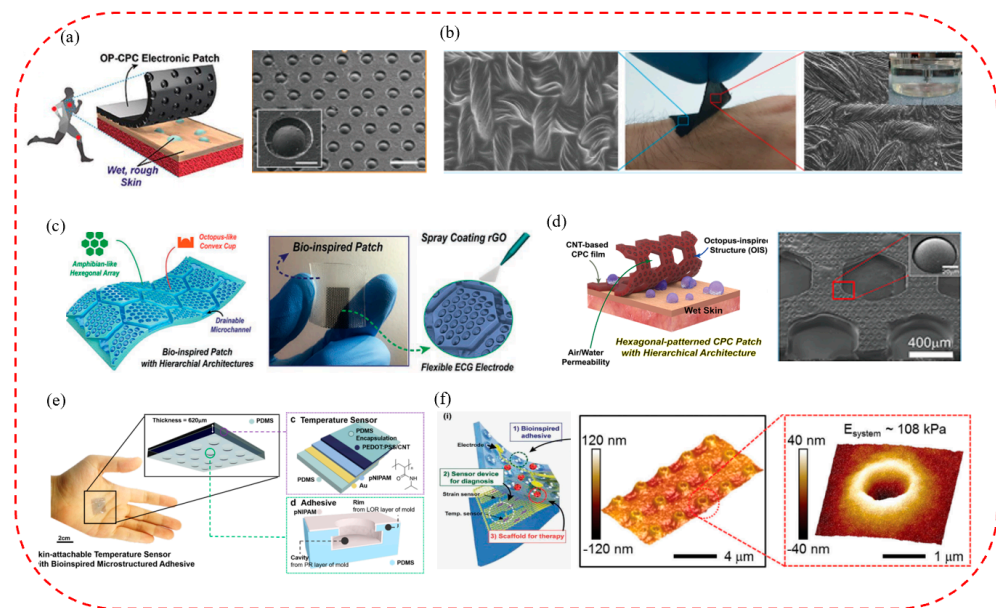 (a)
OP-CPC Electronic Patch
Wet, rough
Skin
(b)
(c)
Octopus-like
Convex Cup
Amphibian-like
Hexagonal Array
Drainable
Microchannel
Bio-inspired Patch
with Hierarchial Architectures
Bio-inspired Patch
Spray Coating rGO
Flexible ECG Electrode
(d)
CNT-based
CPC film
Octopus-inspired
Structure (OIS)
Wet Skin
Air/Water
Permeability
Hexagonal-patterned CPC Patch
with Hierarchical Architecture
400μm
(e)
Thickness = 620μm
PDMS
2cm
kin-attachable Temperature Sensor
ith Bioinspired Microstructured Adhesive
c Temperature Sensor
PDMS
Encapsulation
PEDOT:PSS/CNT
PDMS
pNIPAM
Au
d Adhesive
pNIPAM
Rim
from LOR layer of mold
Cavity
from PR layer of mold
PDMS
(f)
(i)
Electrode
1) Bioinspired
adhesive
2) Sensor device
for diagnosis
Strain sensor
Temp. sensor
3) Scaffold for therapy
120 nm
-120 nm
4 μm
40 nm
-40 nm
E system ~ 108 kPa
1 μm